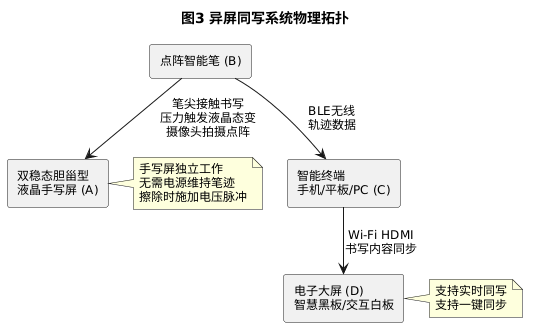 图3 异屏同写系统物理拓扑
点阵智能笔 (B)
笔尖接触书写
压力触发液晶态变
摄像头拍摄点阵
BLE无线
轨迹数据
双稳态胆甾型
液晶手写屏 (A)
手写屏独立工作
无需电源维持笔迹
擦除时施加电压脉冲
智能终端
手机/平板/PC (C)
Wi-Fi HDMI
书写内容同步
电子大屏 (D)
智慧黑板/交互白板
支持实时同写
支持一键同步